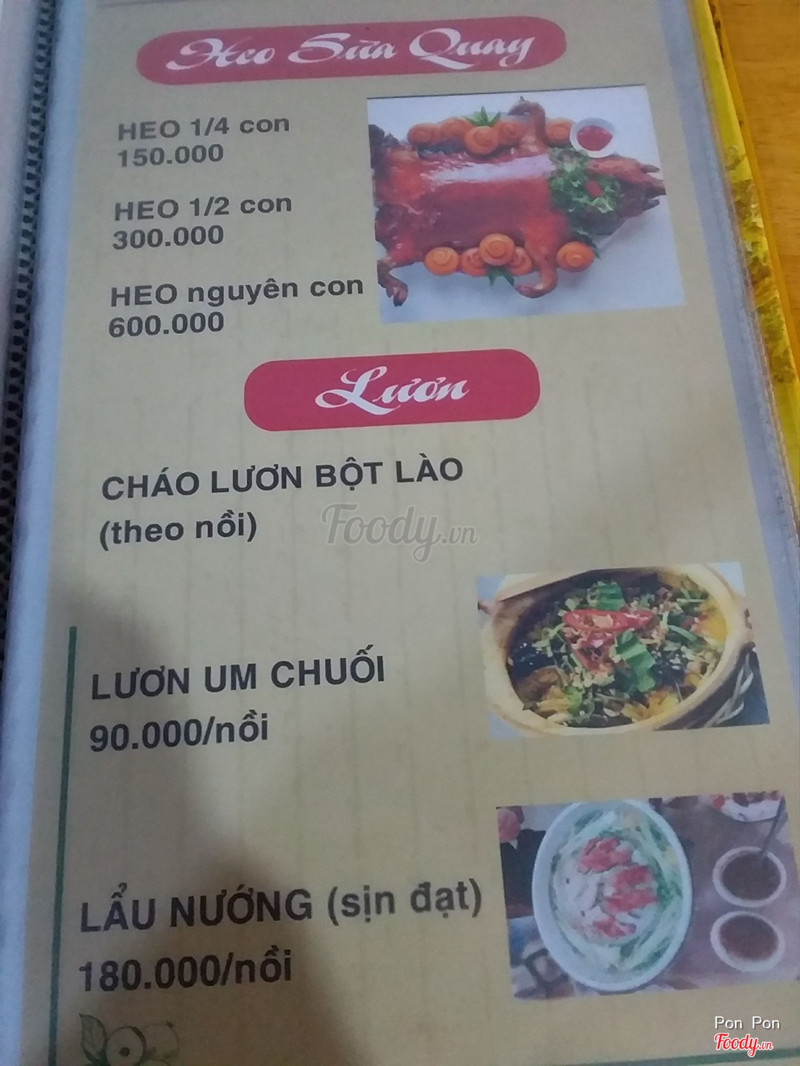 Heo Sữa Quay
HEO 1/4 con
150.000
HEO 1/2 con
300.000
HEO nguyên con
600.000
Lươn
CHÁO LƯƠN BỘT LÀO
(theo nồi)
Foody.vn
LƯƠN UM CHUỐI
90.000/nồi
LẨU NƯỚNG (sịn đạt)
180.000/nồi
Pon Pon
Foody.vn